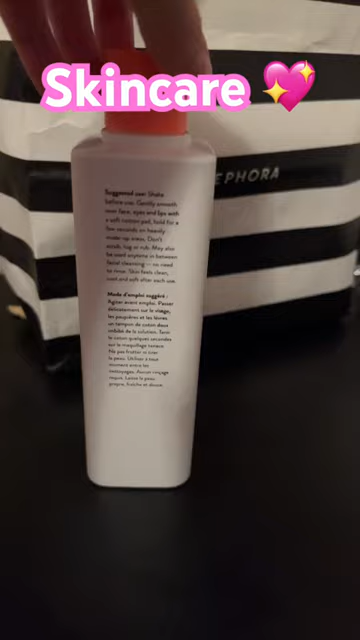 Skincare 💖
EPHORA
Suggested use: Shake
before use. Gently smooth
over face, eyes and lips with
a soft cotton pad, hold for a
few seconds on heavily
made-up areas. Don't
scrub, tug or rub. May also
be used anytime in between
facial cleansing — no need
to rinse. Skin feels clean,
and soft after each use.
Mode d'emploi suggéré :
Agiter avant emploi. Passer
délicatement sur le visage,
les paupières et les lèvres
un tampon de coton doux
imbibé de la solution. Tenir
le coton quelques secondes
sur le maquillage tenace.
Ne pas frotter ni tirer
la peau. Utiliser à tout
moment entre les
nettoyages. Aucun rinçage
requis. Laisse la peau
propre, fraîche et douce.